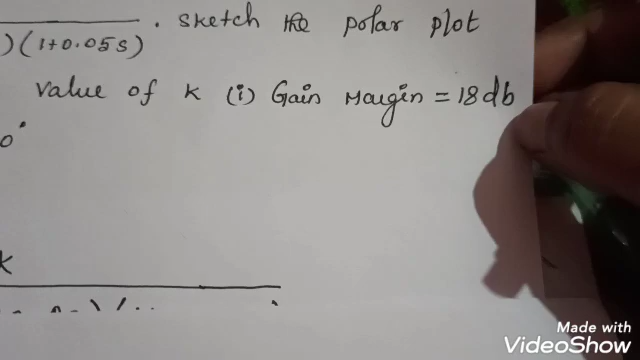 ) (1+0.05s) . sketch the polar plot
value of k (i) Gain Margin = 18db
0°
k
Made with
VideoShow